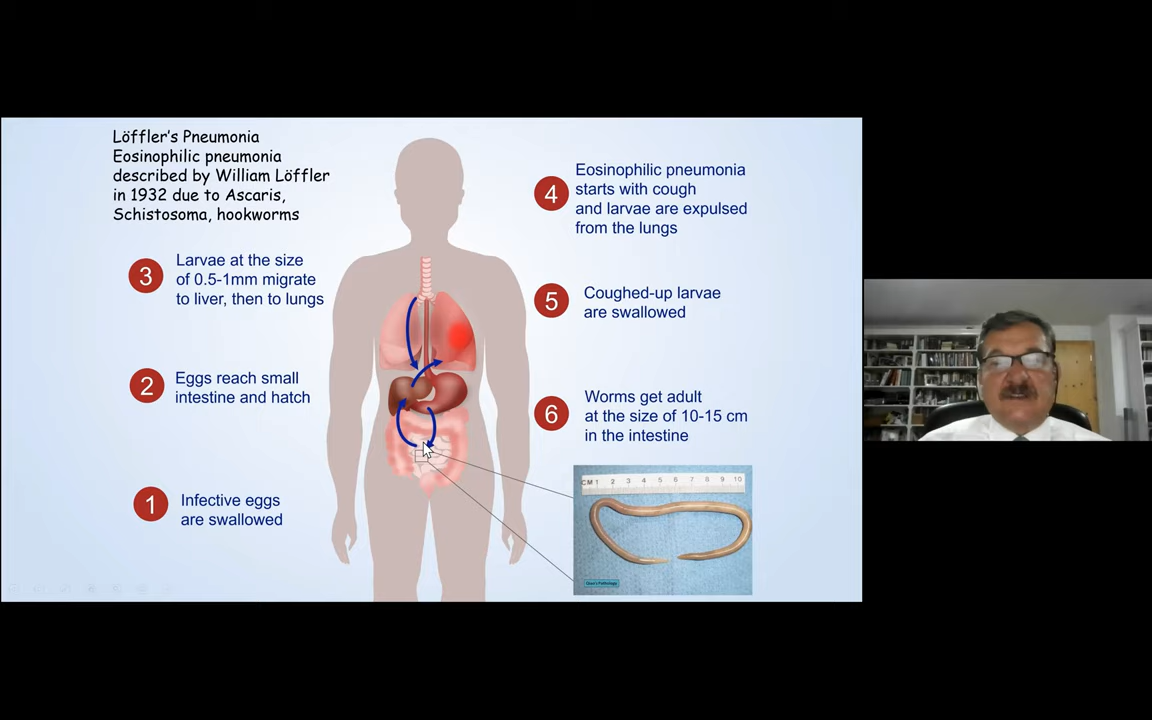 Löffler's Pneumonia
Eosinophilic pneumonia
described by William Löffler
in 1932 due to Ascaris,
Schistosoma, hookworms
3
Larvae at the size
of 0.5-1mm migrate
to liver, then to lungs
2
Eggs reach small
intestine and hatch
1
Infective eggs
are swallowed
4
Eosinophilic pneumonia
starts with cough
and larvae are expulsed
from the lungs
5
Coughed-up larvae
are swallowed
6
Worms get adult
at the size of 10-15 cm
in the intestine
CM 1 2 3 4 5 6 7 8 9 10